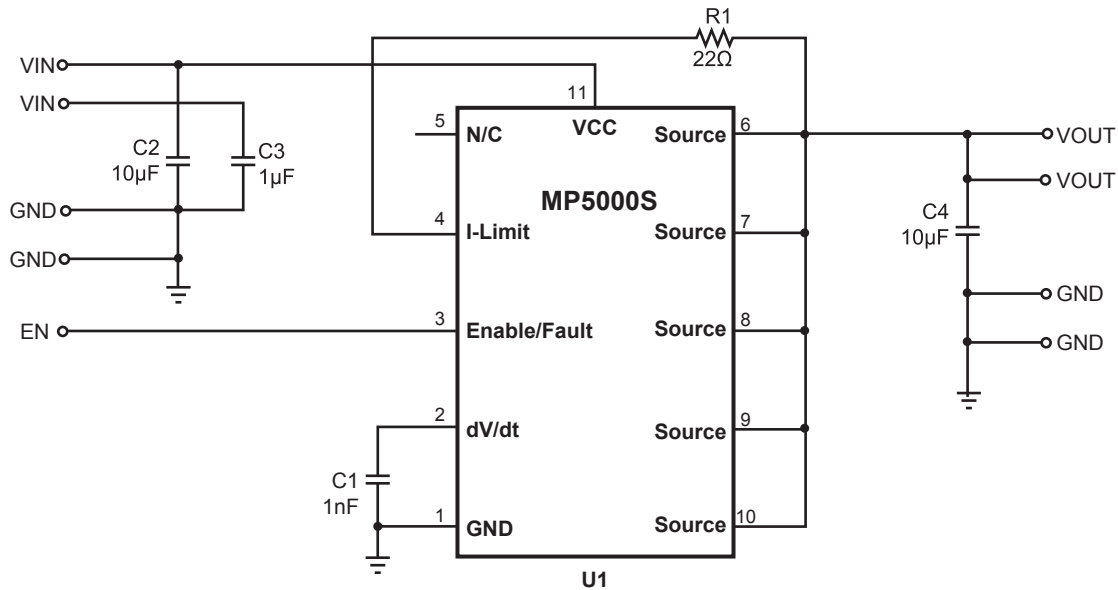 R1
22Ω
VIN
VIN
11
5
N/C
VCC
Source
6
VOUT
C2
10µF
C3
1µF
VOUT
MP5000S
GND
4
I-Limit
Source
7
C4
10µF
GND
GND
EN
3
Enable/Fault
Source
8
GND
2
dV/dt
Source
9
C1
1nF
1
GND
Source
10
U1